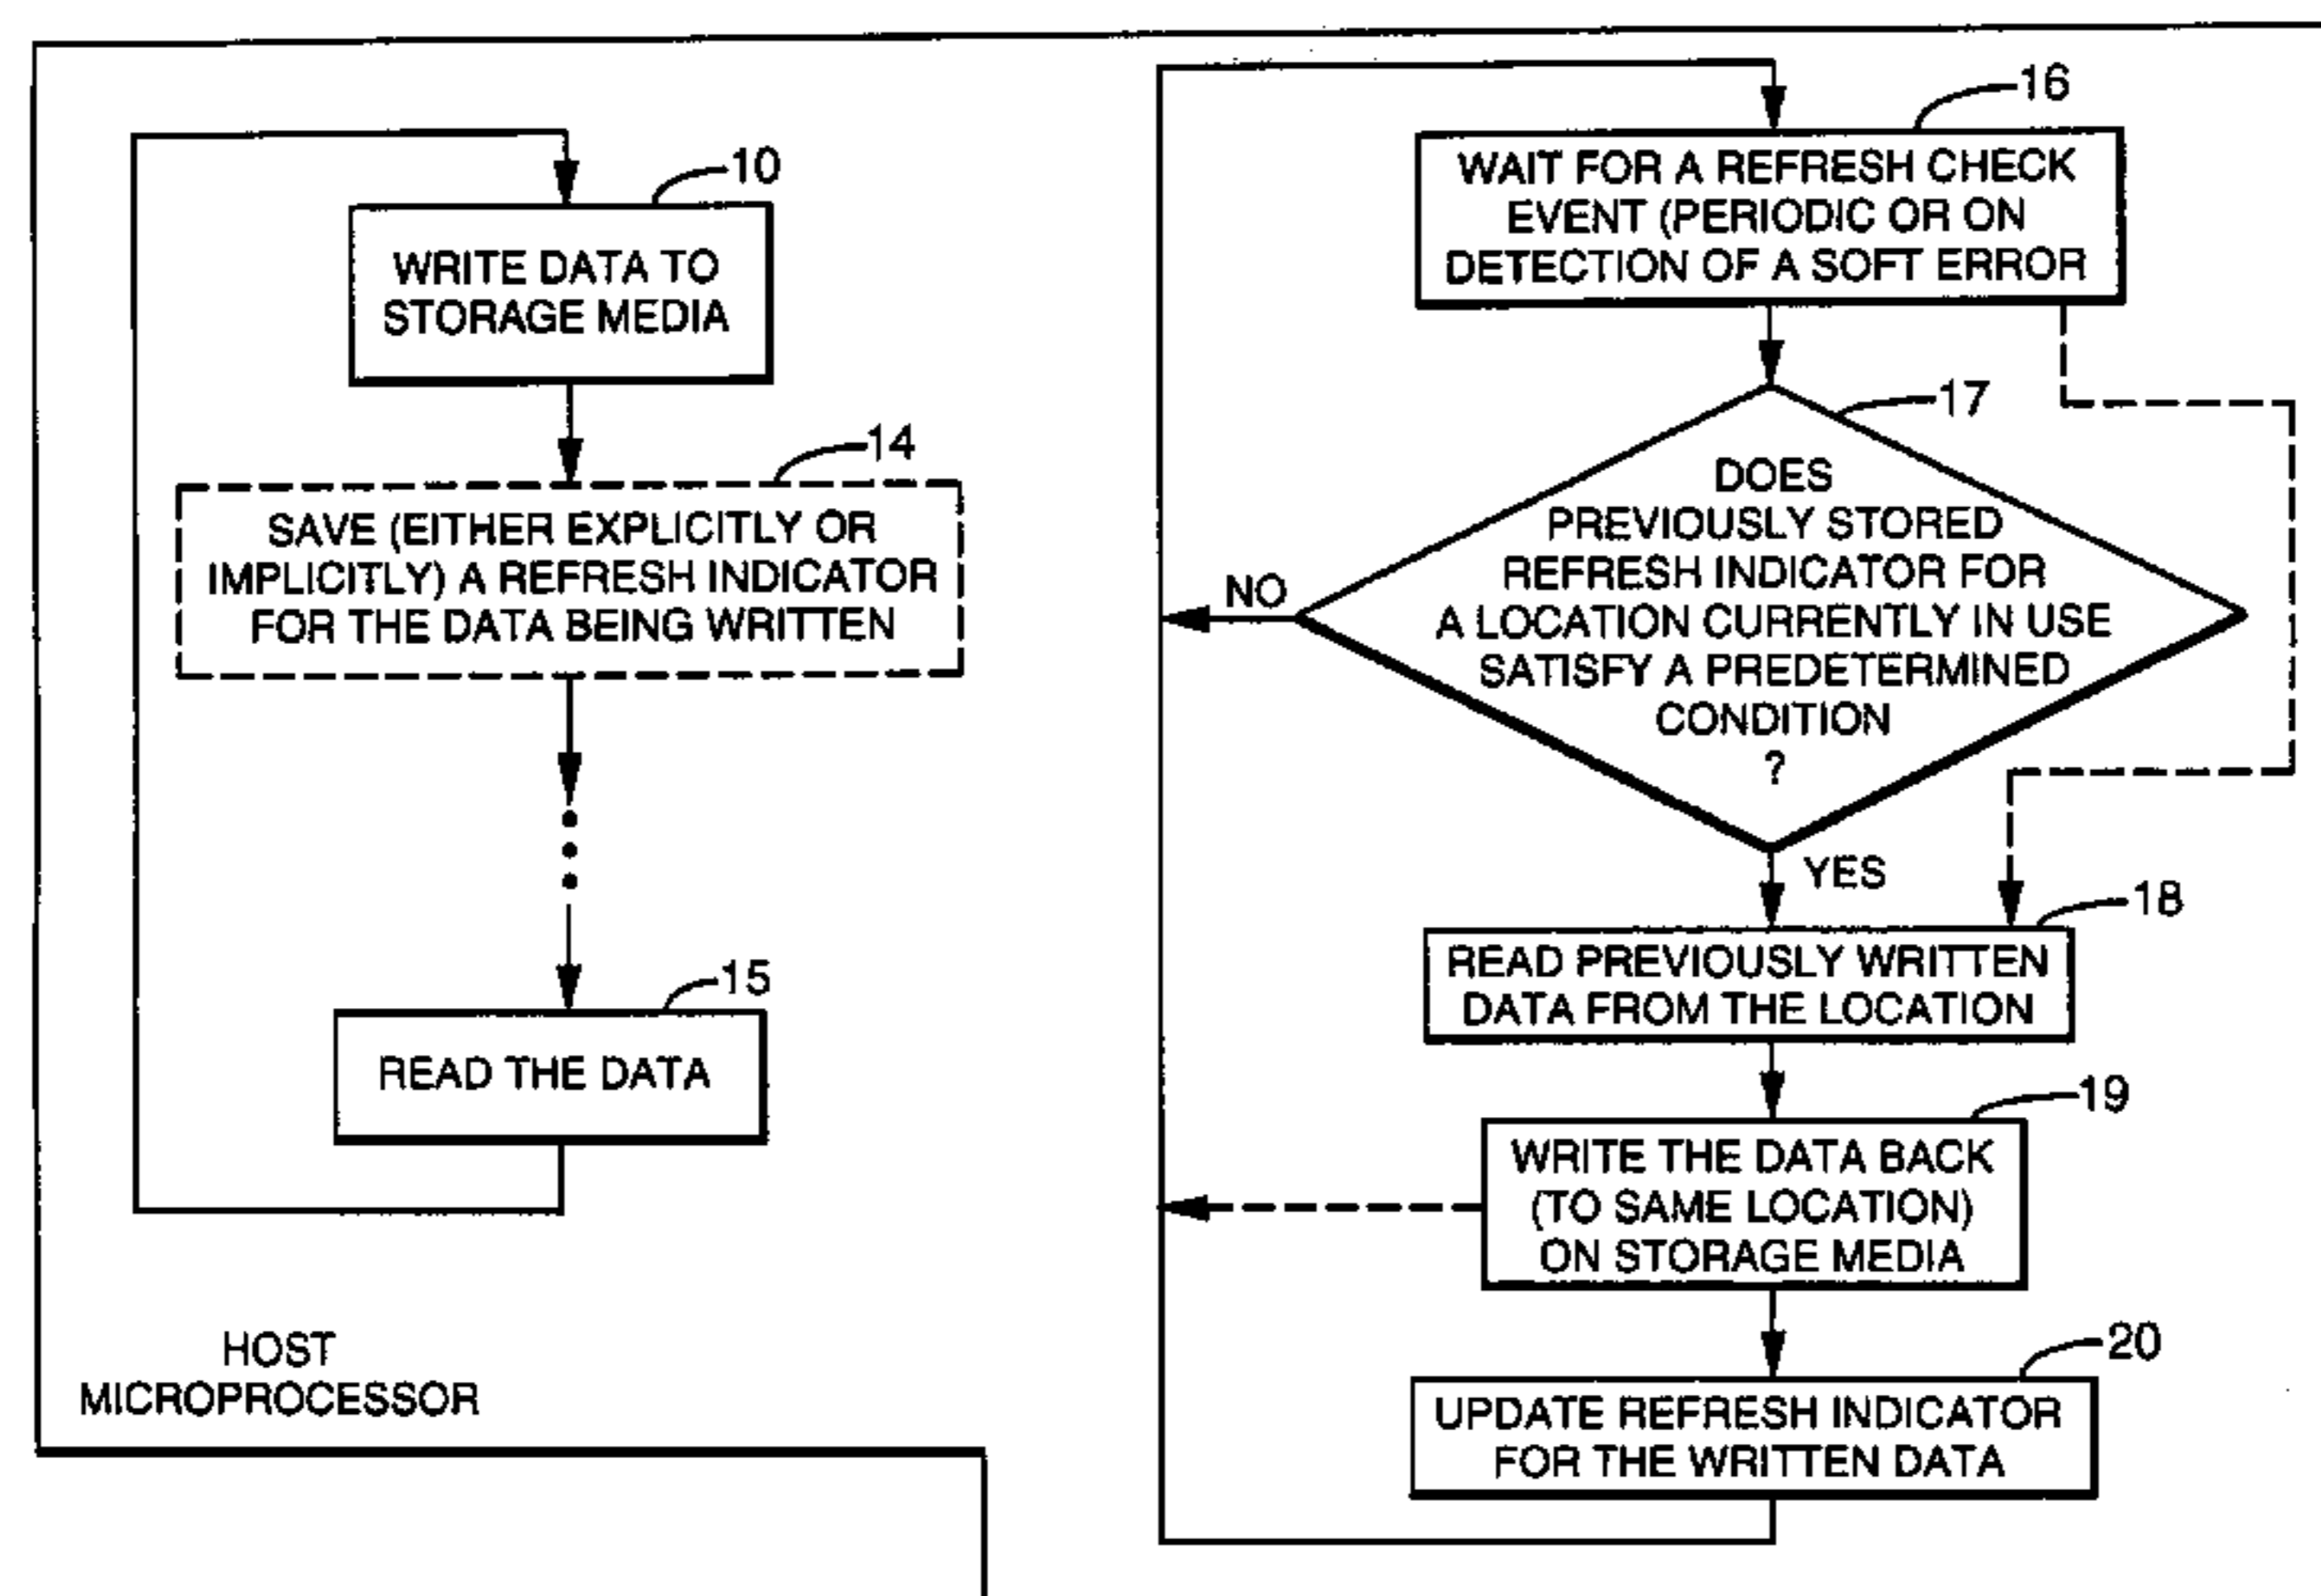 10
WRITE DATA TO
STORAGE MEDIA
14
SAVE (EITHER EXPLICITLY OR
IMPLICITLY) A REFRESH INDICATOR
FOR THE DATA BEING WRITTEN
15
READ THE DATA
HOST
MICROPROCESSOR
16
WAIT FOR A REFRESH CHECK
EVENT (PERIODIC OR ON
DETECTION OF A SOFT ERROR
17
DOES
PREVIOUSLY STORED
REFRESH INDICATOR FOR
A LOCATION CURRENTLY IN USE
SATISFY A PREDETERMINED
CONDITION
?
NO
YES
18
READ PREVIOUSLY WRITTEN
DATA FROM THE LOCATION
19
WRITE THE DATA BACK
(TO SAME LOCATION)
ON STORAGE MEDIA
20
UPDATE REFRESH INDICATOR
FOR THE WRITTEN DATA